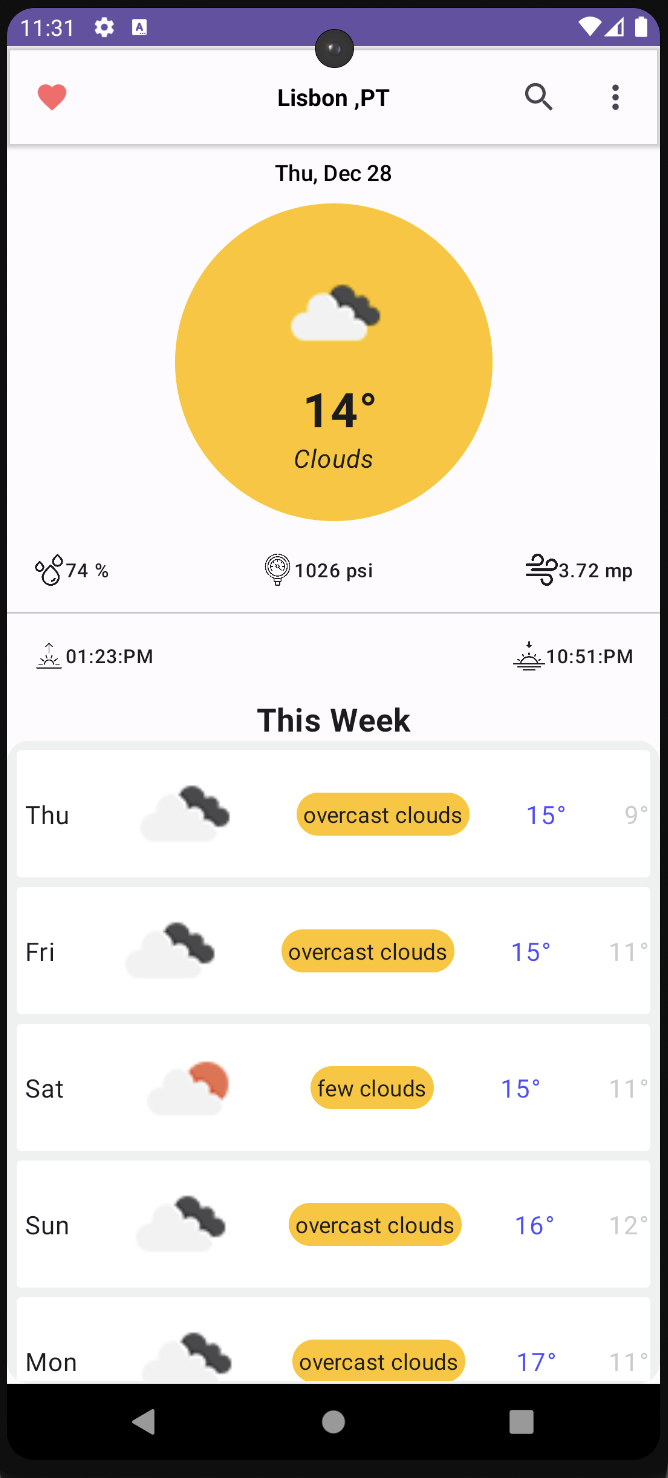 11:31 A
Lisbon ,PT
Thu, Dec 28
14°
Clouds
74 % 1026 psi 3.72 mp
01:23:PM 10:51:PM
This Week
Thu overcast clouds 15° 9°
Fri overcast clouds 15° 11°
Sat few clouds 15° 11°
Sun overcast clouds 16° 12°
Mon overcast clouds 17° 11°